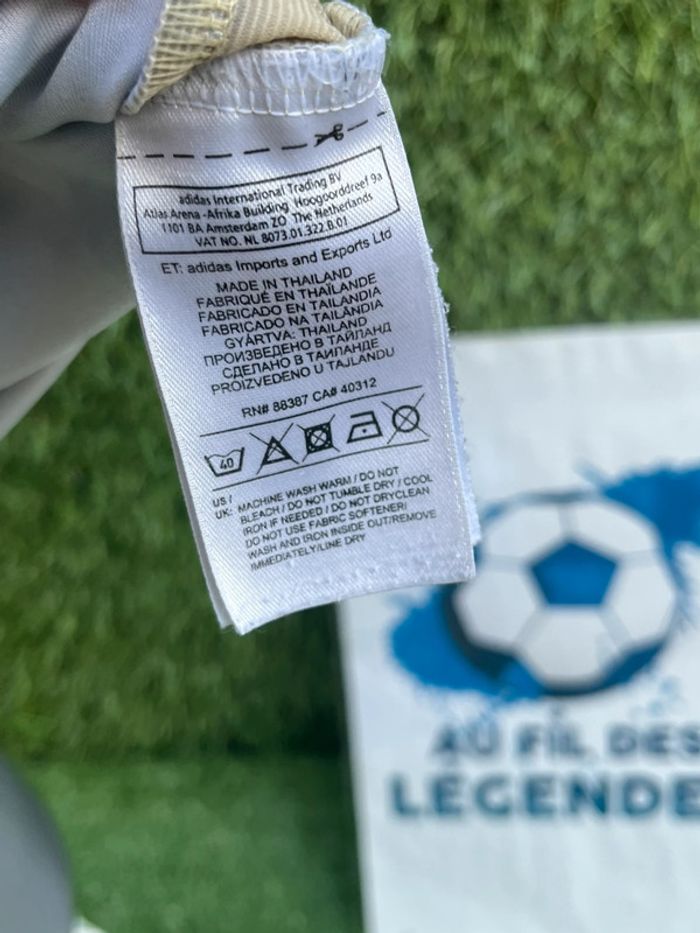 adidas International Trading BV
Atlas Arena -Afrika Building Hoogoorddreef 9a
1101 BA Amsterdam ZO The Netherlands
VAT NO. NL 8073.01.322.B.01
ET: adidas Imports and Exports Ltd
MADE IN THAILAND
FABRIQUÉ EN THAÏLANDE
FABRICADO EN TAILANDIA
FABRICADO NA TAILÂNDIA
GYÁRTVA: THAILAND
ПРОИЗВЕДЕНО В ТАЙЛАНД
СДЕЛАНО В ТАИЛАНДЕ
PROIZVEDENO U TAJLANDU
RN# 88387 CA# 40312
40
US / UK: MACHINE WASH WARM / DO NOT
BLEACH / DO NOT TUMBLE DRY / COOL
IRON IF NEEDED / DO NOT DRYCLEAN
DO NOT USE FABRIC SOFTENER/
WASH AND IRON INSIDE OUT/REMOVE
IMMEDIATELY/LINE DRY
AU FIL DES
LEGENDE